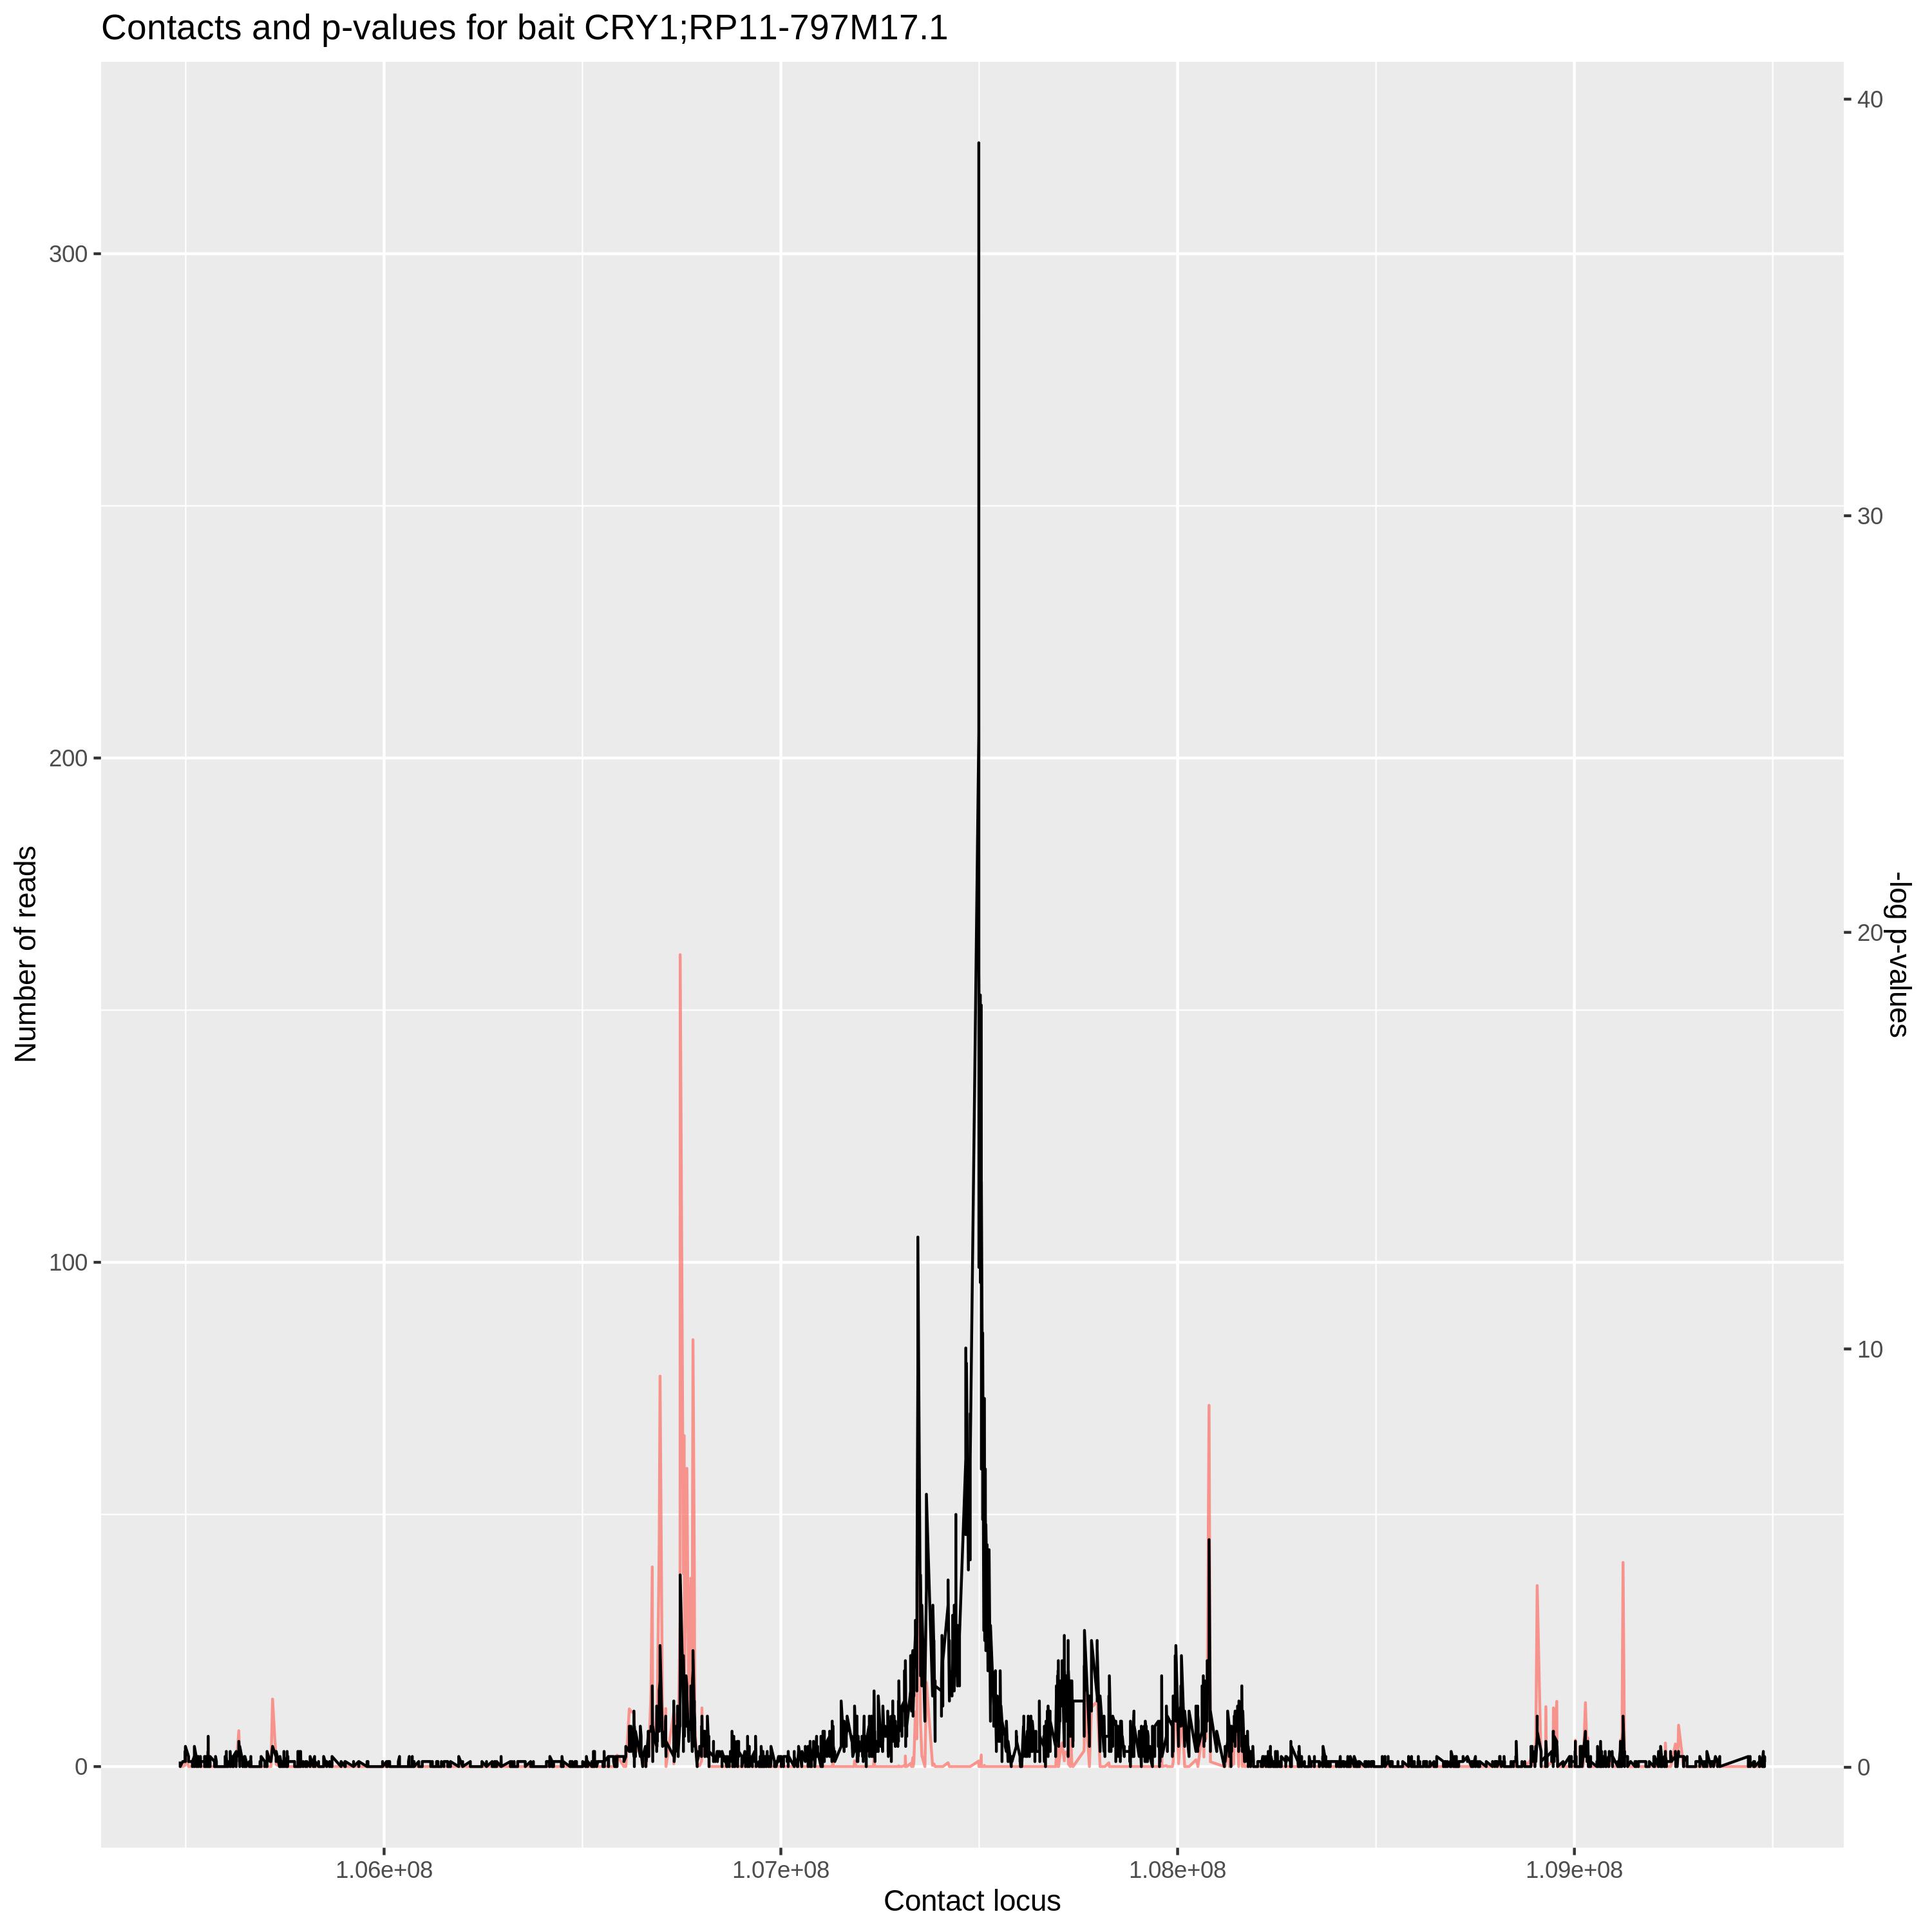 Contacts and p-values for bait CRY1;RP11-797M17.1
300
200
100
0
Number of reads
40
30
20
10
0
-log p-values
1.06e+08 1.07e+08 1.08e+08 1.09e+08
Contact locus